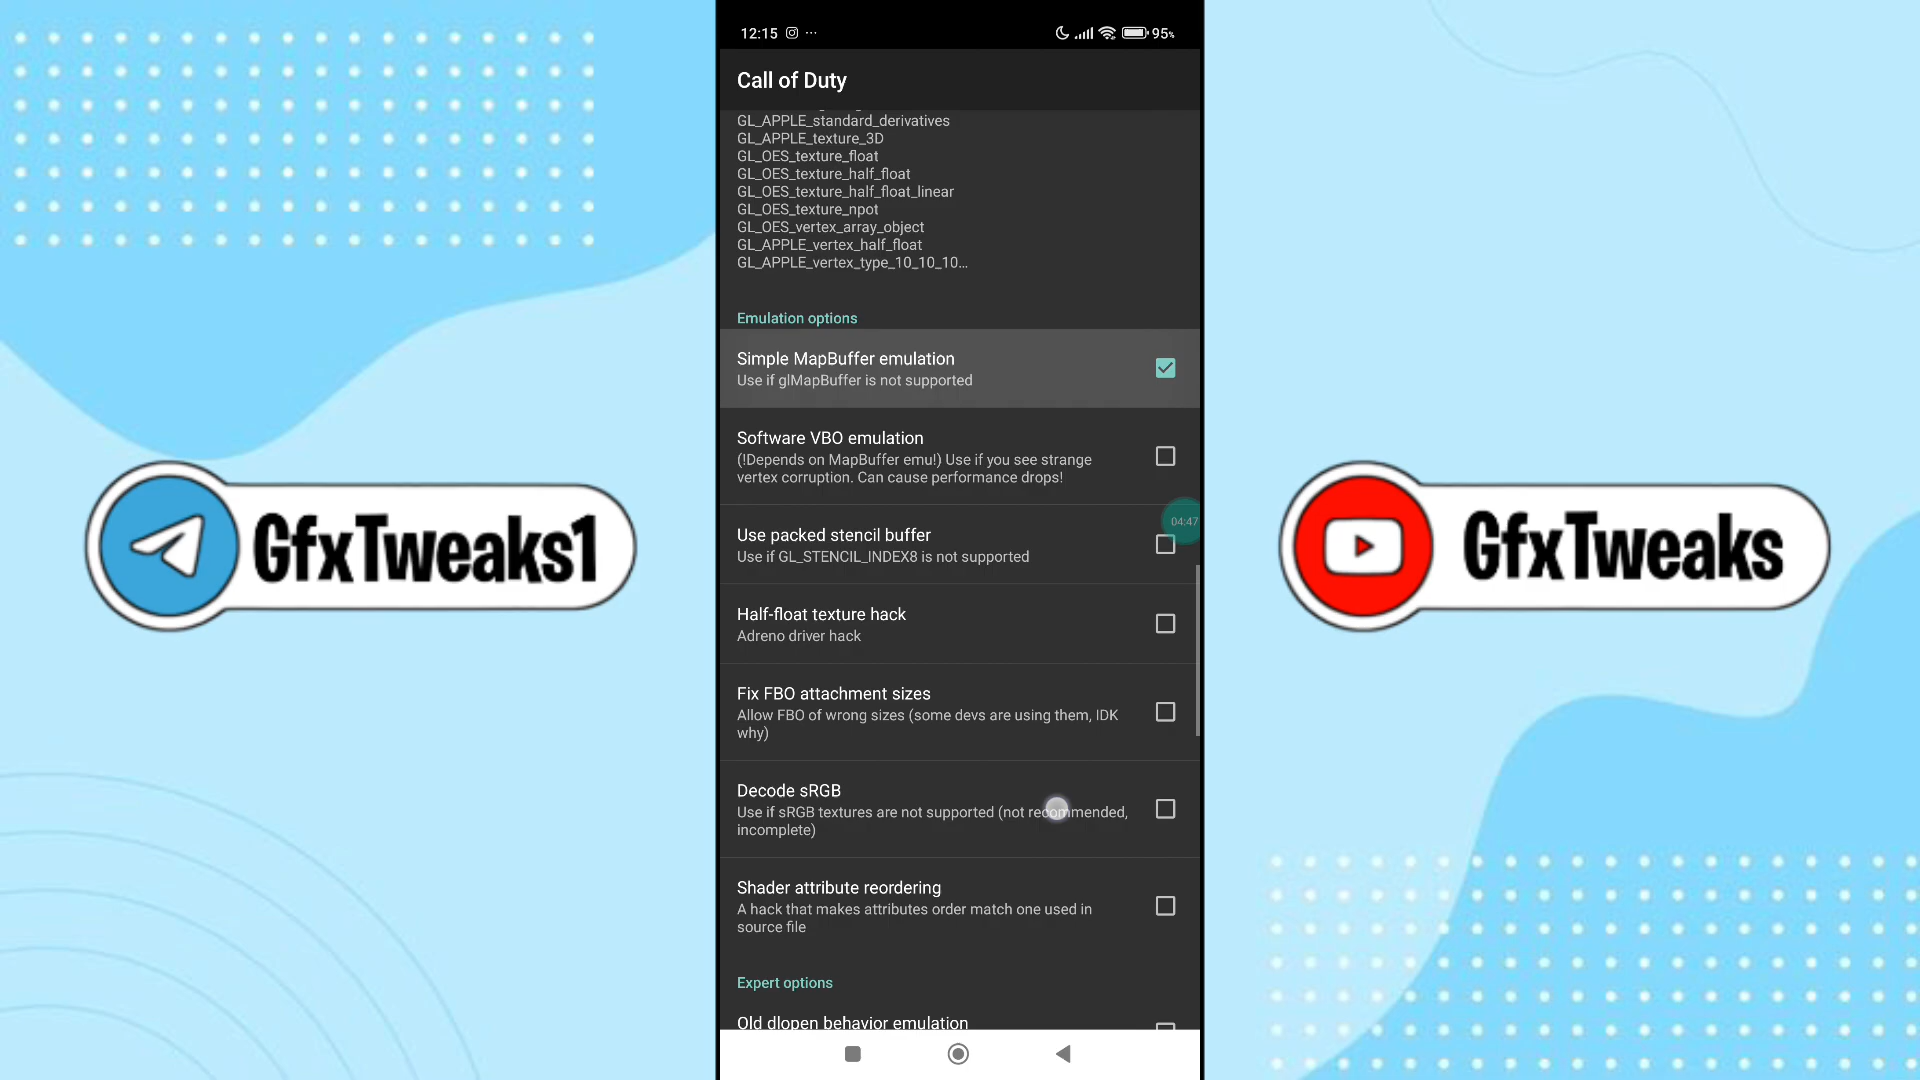 12:15
95%
Call of Duty
GL_APPLE_standard_derivatives
GL_APPLE_texture_3D
GL_OES_texture_float
GL_OES_texture_half_float
GL_OES_texture_half_float_linear
GL_OES_texture_npot
GL_OES_vertex_array_object
GL_APPLE_vertex_half_float
GL_APPLE_vertex_type_10_10_10...
Emulation options
Simple MapBuffer emulation
Use if glMapBuffer is not supported
Software VBO emulation
(!Depends on MapBuffer emu!) Use if you see strange
vertex corruption. Can cause performance drops!
04:47
Use packed stencil buffer
Use if GL_STENCIL_INDEX8 is not supported
Half-float texture hack
Adreno driver hack
Fix FBO attachment sizes
Allow FBO of wrong sizes (some devs are using them, IDK
why)
Decode sRGB
Use if sRGB textures are not supported (not recommended,
incomplete)
Shader attribute reordering
A hack that makes attributes order match one used in
source file
Expert options
Old dlopen behavior emulation
GfxTweaks1
GfxTweaks